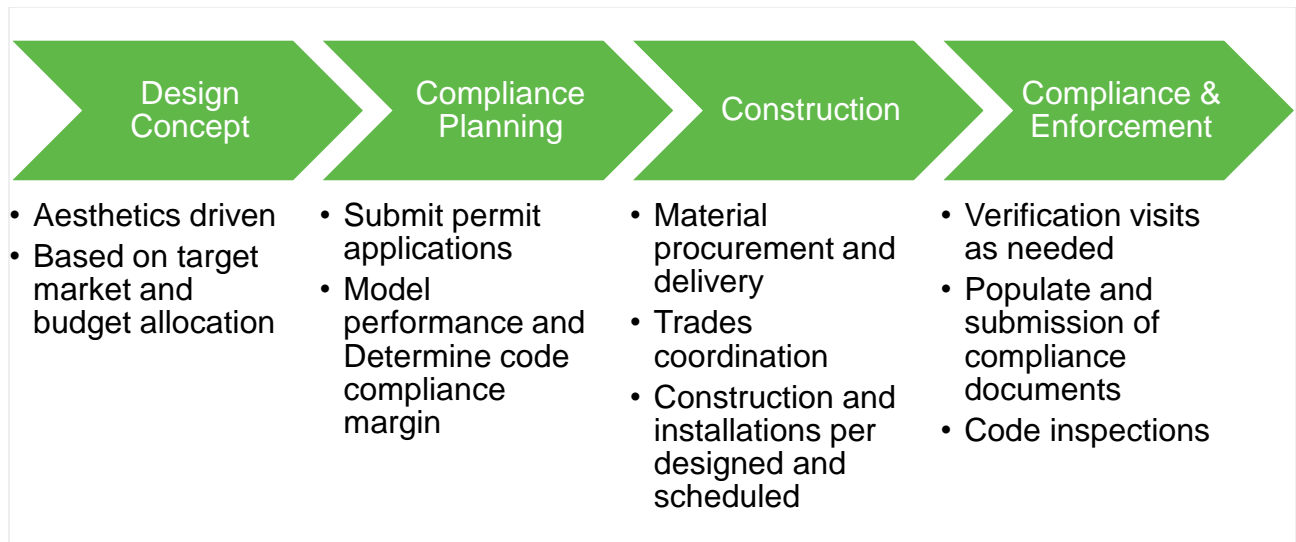 Design
Concept
• Aesthetics driven
• Based on target
market and
budget allocation
Compliance
Planning
• Submit permit
applications
• Model
performance and
Determine code
compliance
margin
Construction
• Material
procurement and
delivery
• Trades
coordination
• Construction and
installations per
designed and
scheduled
Compliance &
Enforcement
• Verification visits
as needed
• Populate and
submission of
compliance
documents
• Code inspections